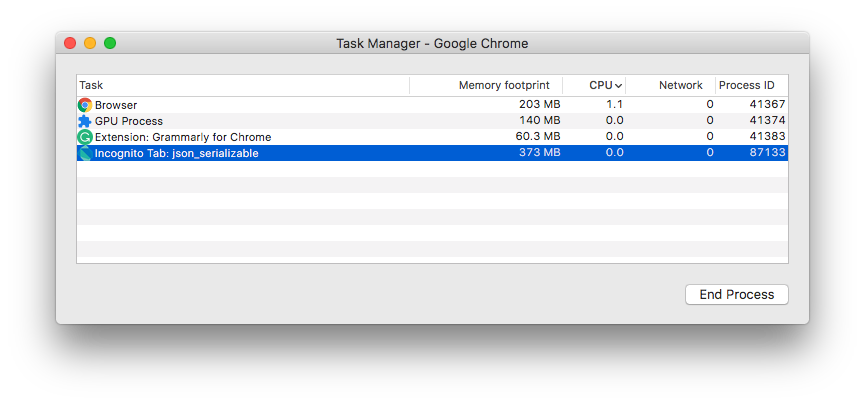 Task Manager - Google Chrome
Task Memory footprint CPU Network Process ID
Browser 203 MB 1.1 0 41367
GPU Process 140 MB 0.0 0 41374
Extension: Grammarly for Chrome 60.3 MB 0.0 0 41383
Incognito Tab: json_serializable 373 MB 0.0 0 87133
End Process